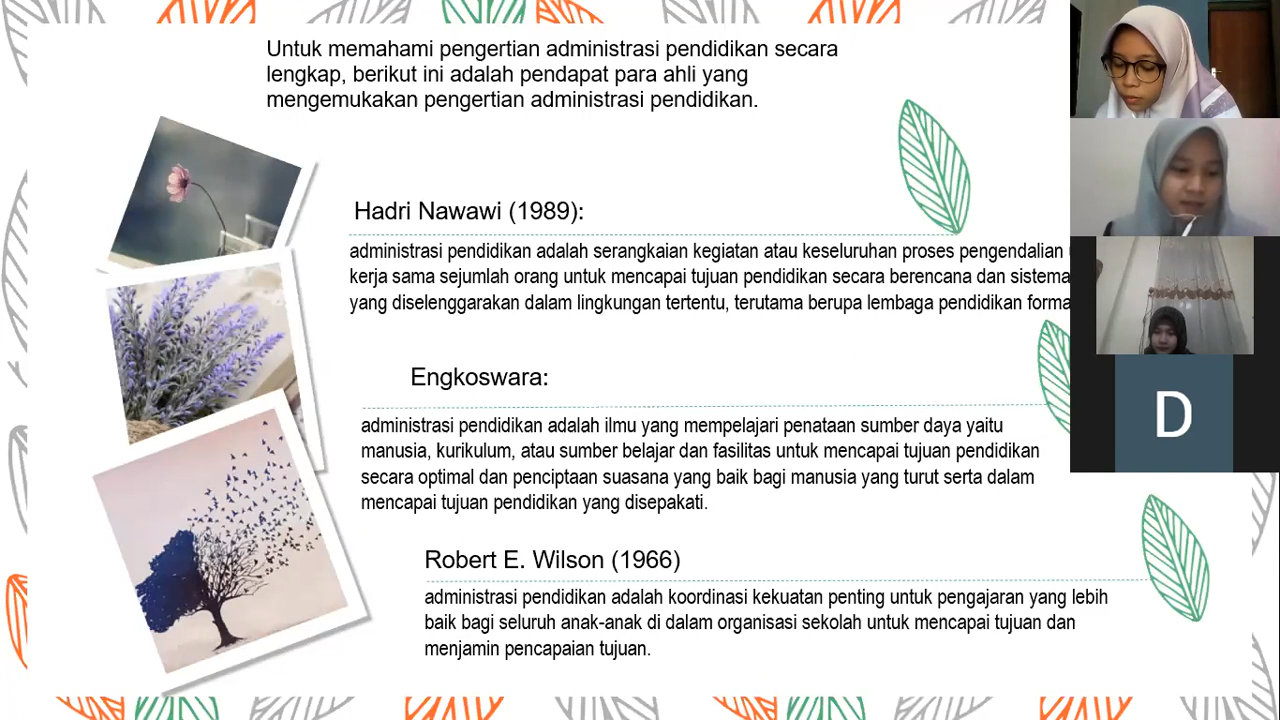 Untuk memahami pengertian administrasi pendidikan secara
lengkap, berikut ini adalah pendapat para ahli yang
mengemukakan pengertian administrasi pendidikan.
Hadri Nawawi (1989):
administrasi pendidikan adalah serangkaian kegiatan atau keseluruhan proses pengendalian
kerja sama sejumlah orang untuk mencapai tujuan pendidikan secara berencana dan sistema
yang diselenggarakan dalam lingkungan tertentu, terutama berupa lembaga pendidikan forma
Engkoswara:
administrasi pendidikan adalah ilmu yang mempelajari penataan sumber daya yaitu
manusia, kurikulum, atau sumber belajar dan fasilitas untuk mencapai tujuan pendidikan
secara optimal dan penciptaan suasana yang baik bagi manusia yang turut serta dalam
mencapai tujuan pendidikan yang disepakati.
Robert E. Wilson (1966)
administrasi pendidikan adalah koordinasi kekuatan penting untuk pengajaran yang lebih
baik bagi seluruh anak-anak di dalam organisasi sekolah untuk mencapai tujuan dan
menjamin pencapaian tujuan.
D